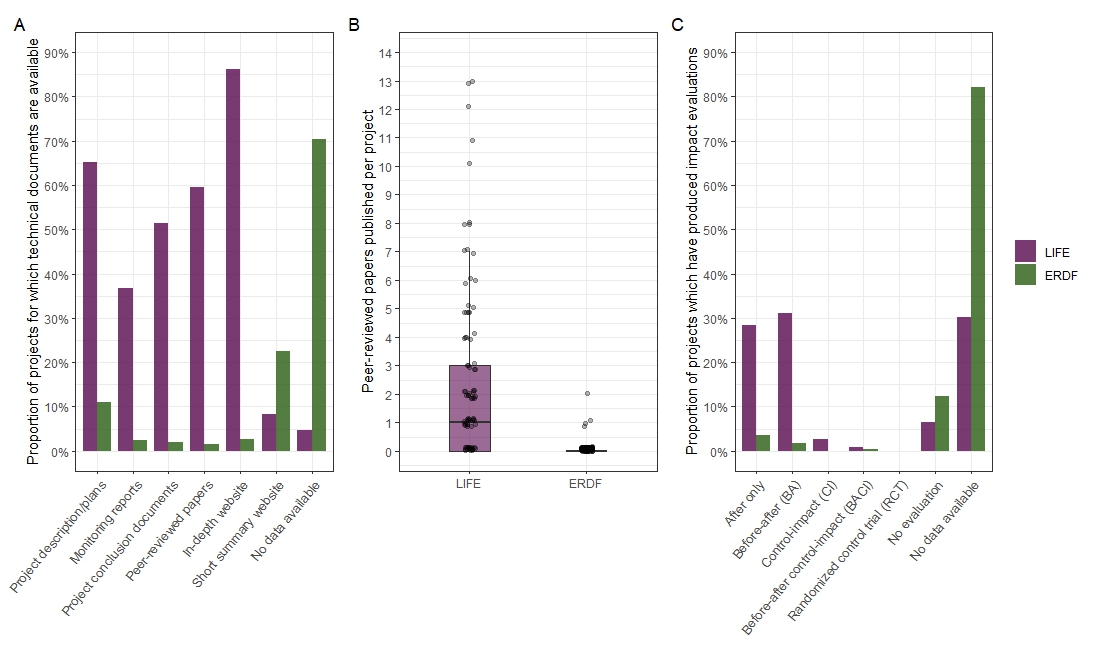 A
Proportion of projects for which technical documents are available
90%
80%
70%
60%
50%
40%
30%
20%
10%
0%
Project description/plans
Monitoring reports
Project conclusion documents
Peer-reviewed papers
In-depth website
Short summary website
No data available
B
Peer-reviewed papers published per project
14
13
12
11
10
9
8
7
6
5
4
3
2
1
0
LIFE
ERDF
C
Proportion of projects which have produced impact evaluations
90%
80%
70%
60%
50%
40%
30%
20%
10%
0%
After only
Before-after (BA)
Control-impact (CI)
Before-after control-impact (BACI)
Randomized control trial (RCT)
No evaluation
No data available
LIFE
ERDF